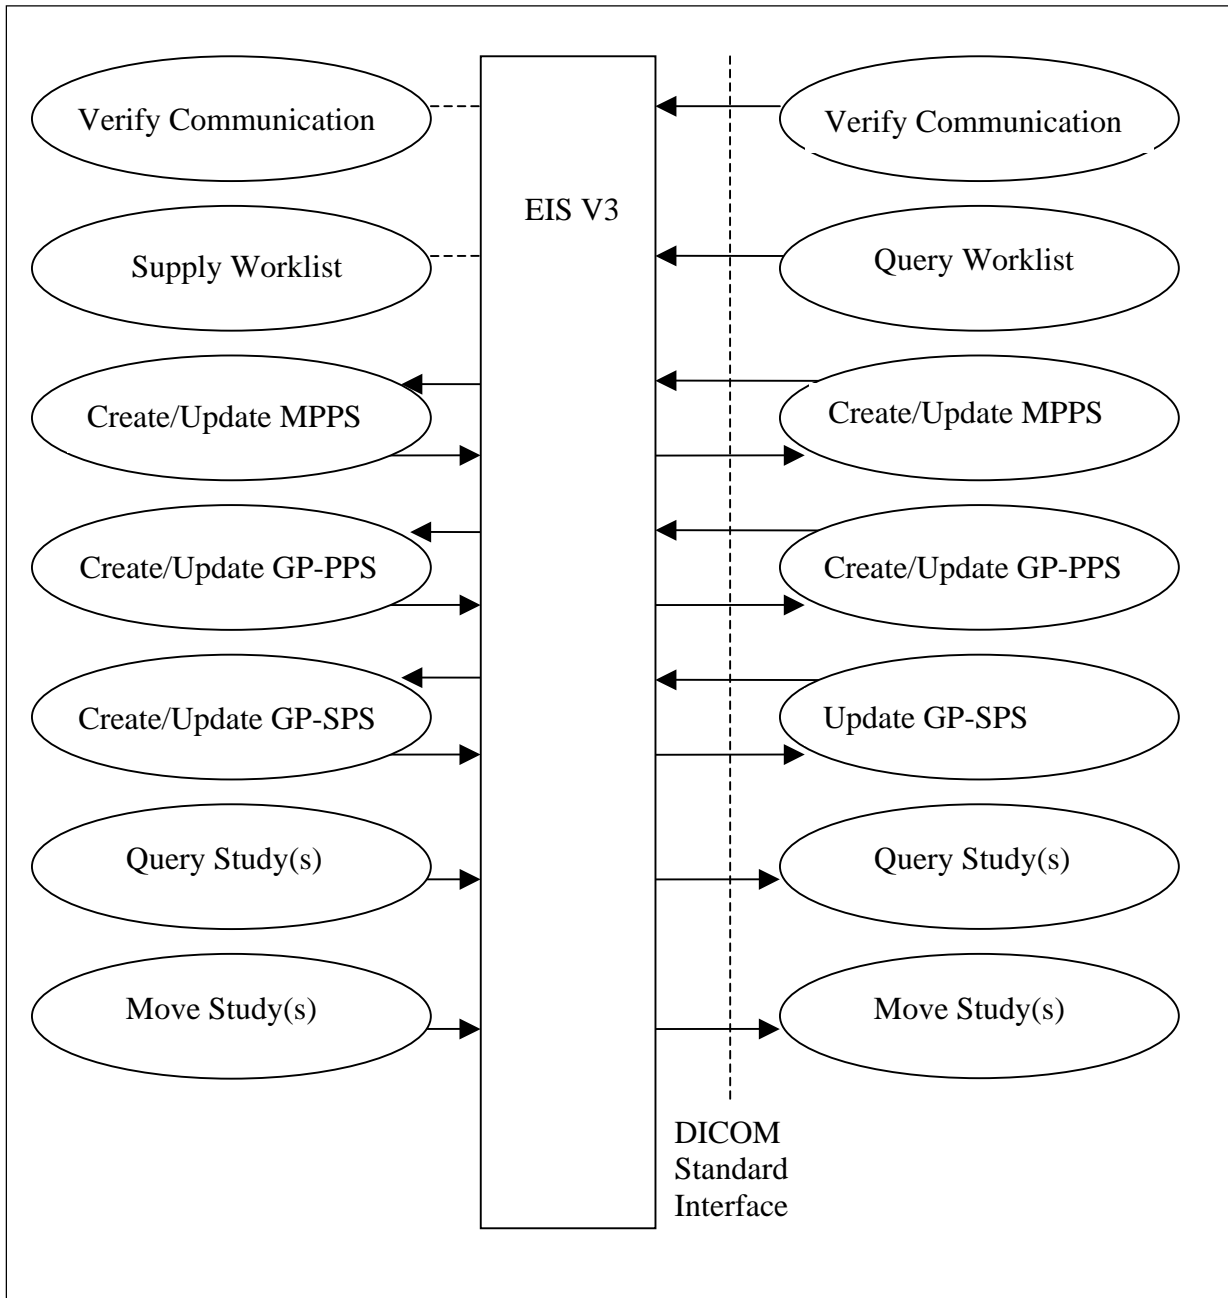 Verify Communication
EIS V3
Verify Communication
Supply Worklist
Query Worklist
Create/Update MPPS
Create/Update MPPS
Create/Update GP-PPS
Create/Update GP-PPS
Create/Update GP-SPS
Update GP-SPS
Query Study(s)
Query Study(s)
Move Study(s)
Move Study(s)
DICOM
Standard
Interface